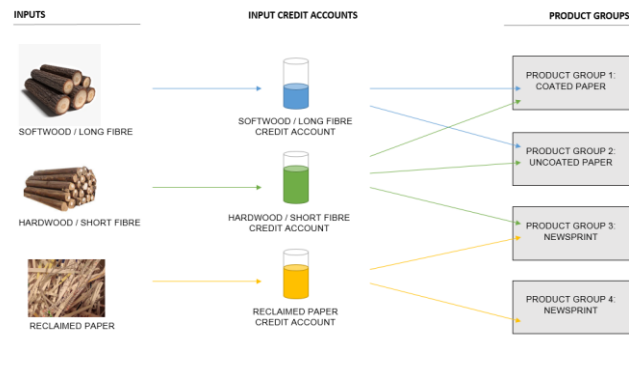 INPUTS
INPUT CREDIT ACCOUNTS
PRODUCT GROUPS
SOFTWOOD / LONG FIBRE
SOFTWOOD / LONG FIBRE
CREDIT ACCOUNT
PRODUCT GROUP 1:
COATED PAPER
HARDWOOD / SHORT FIBRE
HARDWOOD / SHORT FIBRE
CREDIT ACCOUNT
PRODUCT GROUP 2:
UNCOATED PAPER
RECLAIMED PAPER
RECLAIMED PAPER
CREDIT ACCOUNT
PRODUCT GROUP 3:
NEWSPRINT
PRODUCT GROUP 4:
NEWSPRINT